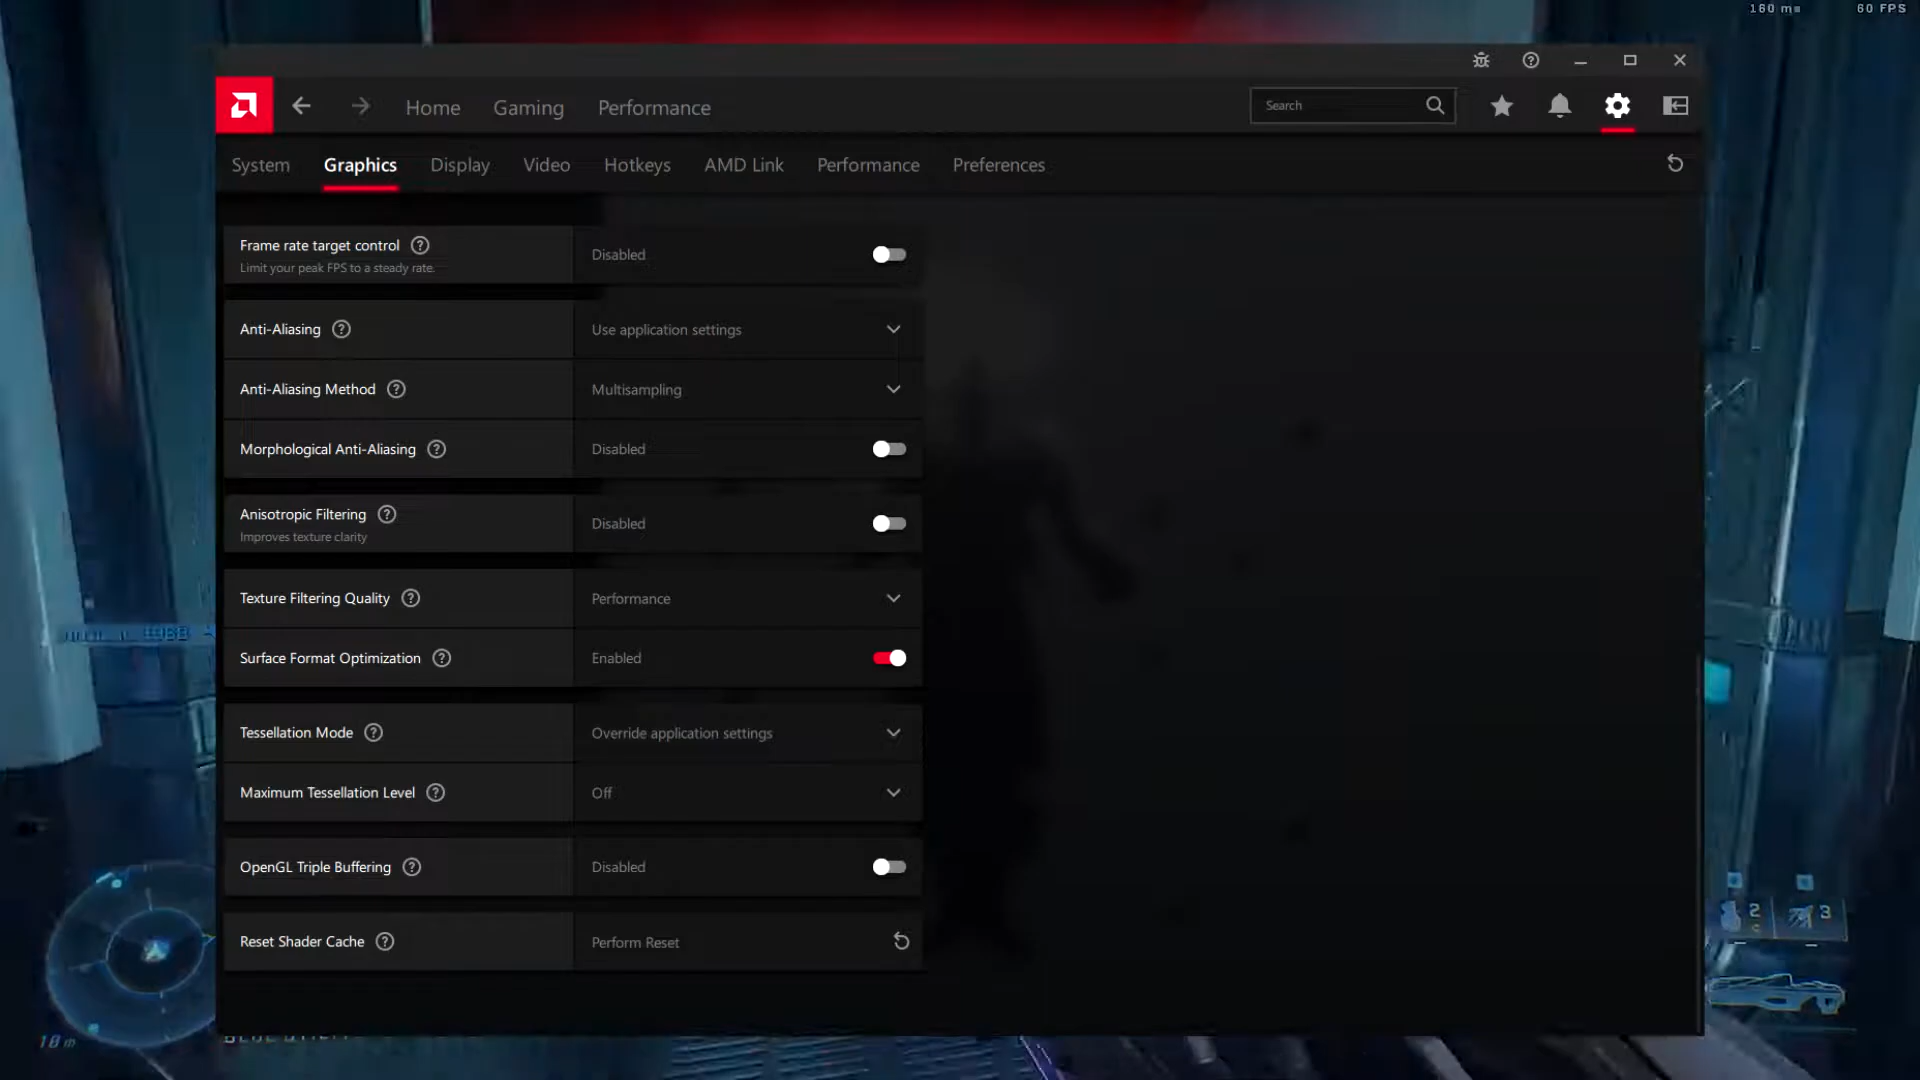 160 ms 60 FPS
Home Gaming Performance Search
System Graphics Display Video Hotkeys AMD Link Performance Preferences
Frame rate target control Disabled
Limit your peak FPS to a steady rate.
Anti-Aliasing Use application settings
Anti-Aliasing Method Multisampling
Morphological Anti-Aliasing Disabled
Anisotropic Filtering Disabled
Improves texture clarity
Texture Filtering Quality Performance
Surface Format Optimization Enabled
Tessellation Mode Override application settings
Maximum Tessellation Level Off
OpenGL Triple Buffering Disabled
2 3
Reset Shader Cache Perform Reset
18 m